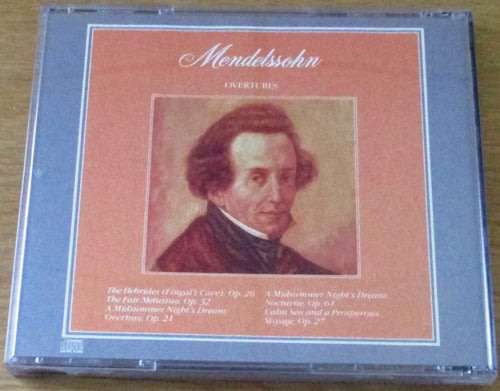 Mendelssohn
OVERTURES
The Hebrides (Fingal's Cave), Op. 26
The Fair Melusina, Op. 32
A Midsummer Night's Dream:
Overture, Op. 21
A Midsummer Night's Dream:
Nocturne, Op. 61
Calm Sea and a Prosperous
Voyage, Op. 27